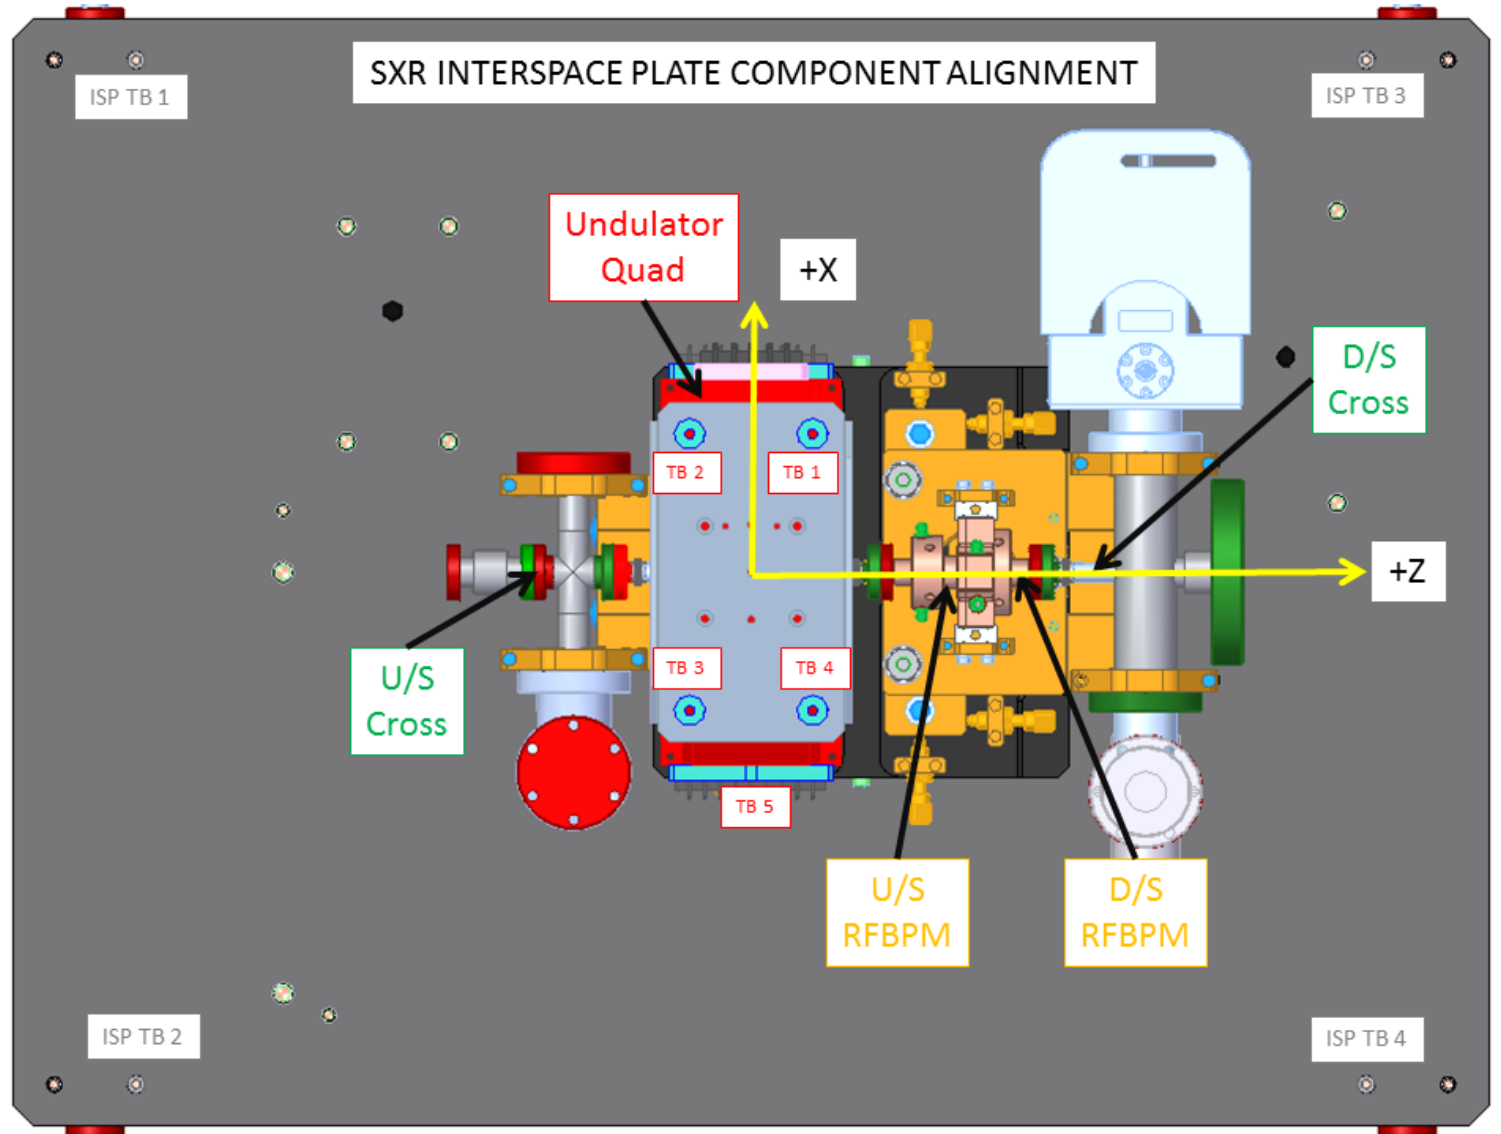 SXR INTERSPACE PLATE COMPONENT ALIGNMENT
ISP TB 1
ISP TB 3
Undulator
Quad
+X
D/S
Cross
TB 2
TB 1
+Z
U/S
Cross
TB 3
TB 4
TB 5
U/S
RFBPM
D/S
RFBPM
ISP TB 2
ISP TB 4